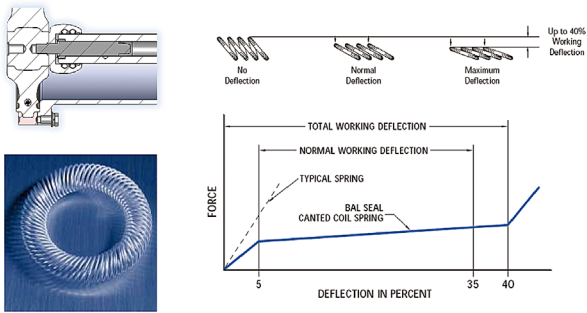 Up to 40%
Working
Deflection
No
Deflection
Normal
Deflection
Maximum
Deflection
TOTAL WORKING DEFLECTION
NORMAL WORKING DEFLECTION
TYPICAL SPRING
BAL SEAL
CANTED COIL SPRING
FORCE
5
35
40
DEFLECTION IN PERCENT